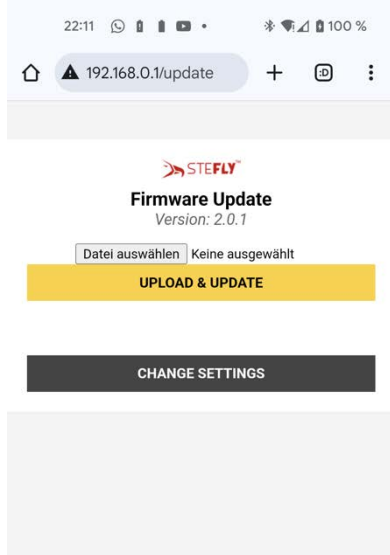 22:11 100 %
192.168.0.1/update :D
STEFLY™
Firmware Update
Version: 2.0.1
Datei auswählen Keine ausgewählt
UPLOAD & UPDATE
CHANGE SETTINGS